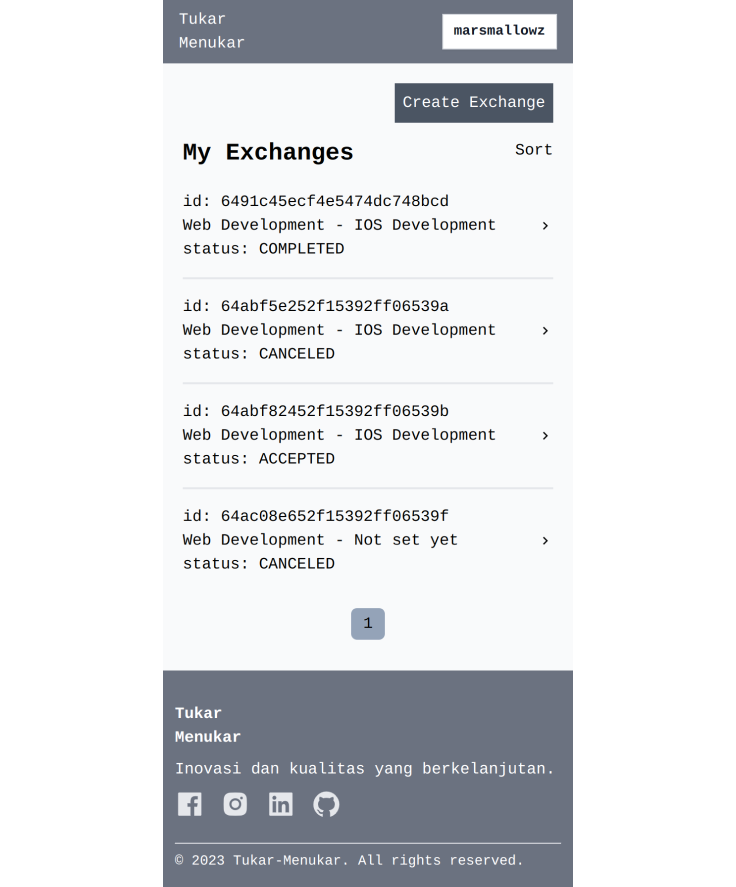 Tukar
Menukar
marsmallowz
Create Exchange
My Exchanges
Sort
id: 6491c45ecf4e5474dc748bcd
Web Development - IOS Development
status: COMPLETED
id: 64abf5e252f15392ff06539a
Web Development - IOS Development
status: CANCELED
id: 64abf82452f15392ff06539b
Web Development - IOS Development
status: ACCEPTED
id: 64ac08e652f15392ff06539f
Web Development - Not set yet
status: CANCELED
1
Tukar
Menukar
Inovasi dan kualitas yang berkelanjutan.
© 2023 Tukar-Menukar. All rights reserved.